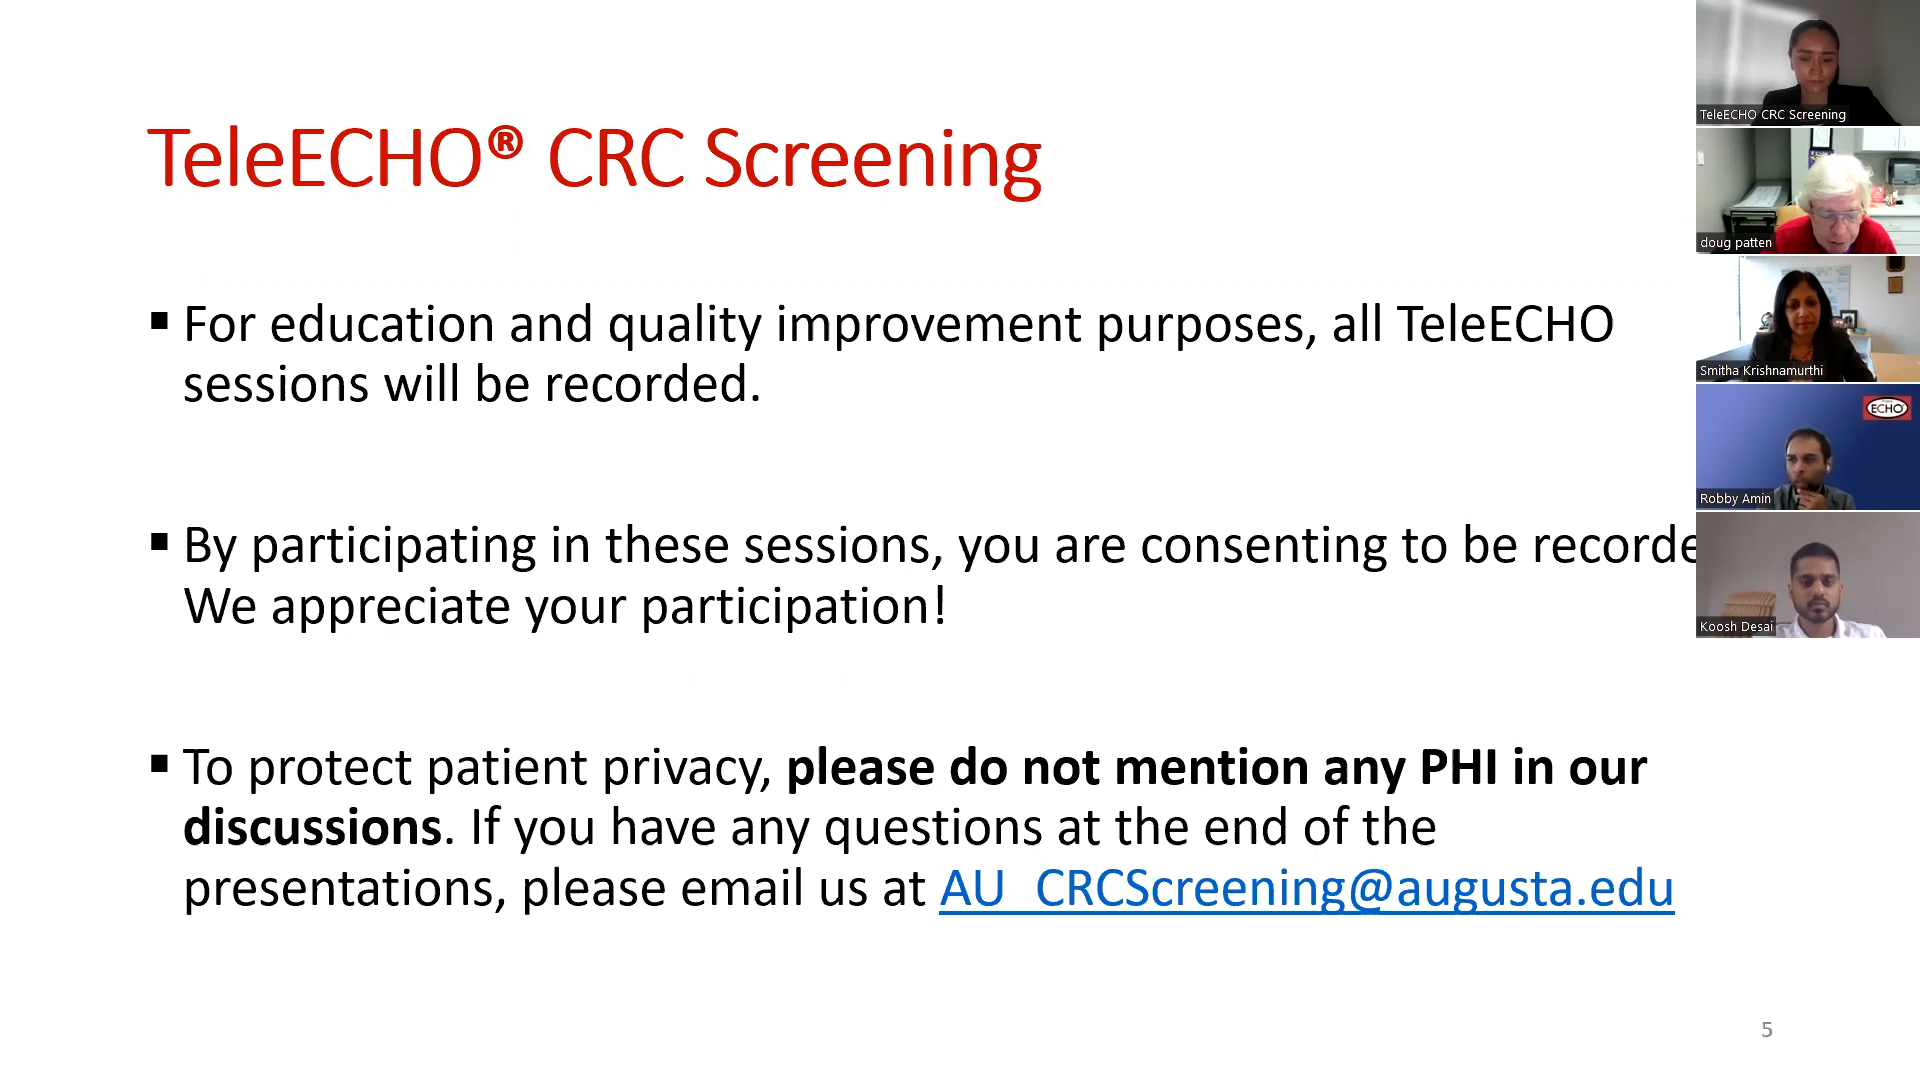 TeleECHO® CRC Screening
▪ For education and quality improvement purposes, all TeleECHO
sessions will be recorded.
▪ By participating in these sessions, you are consenting to be recorde
We appreciate your participation!
▪ To protect patient privacy, please do not mention any PHI in our
discussions. If you have any questions at the end of the
presentations, please email us at AU_CRCScreening@augusta.edu
5
TeleECHO CRC Screening
doug patten
Smitha Krishnamurthi
ECHO
Robby Amin
Koosh Desai